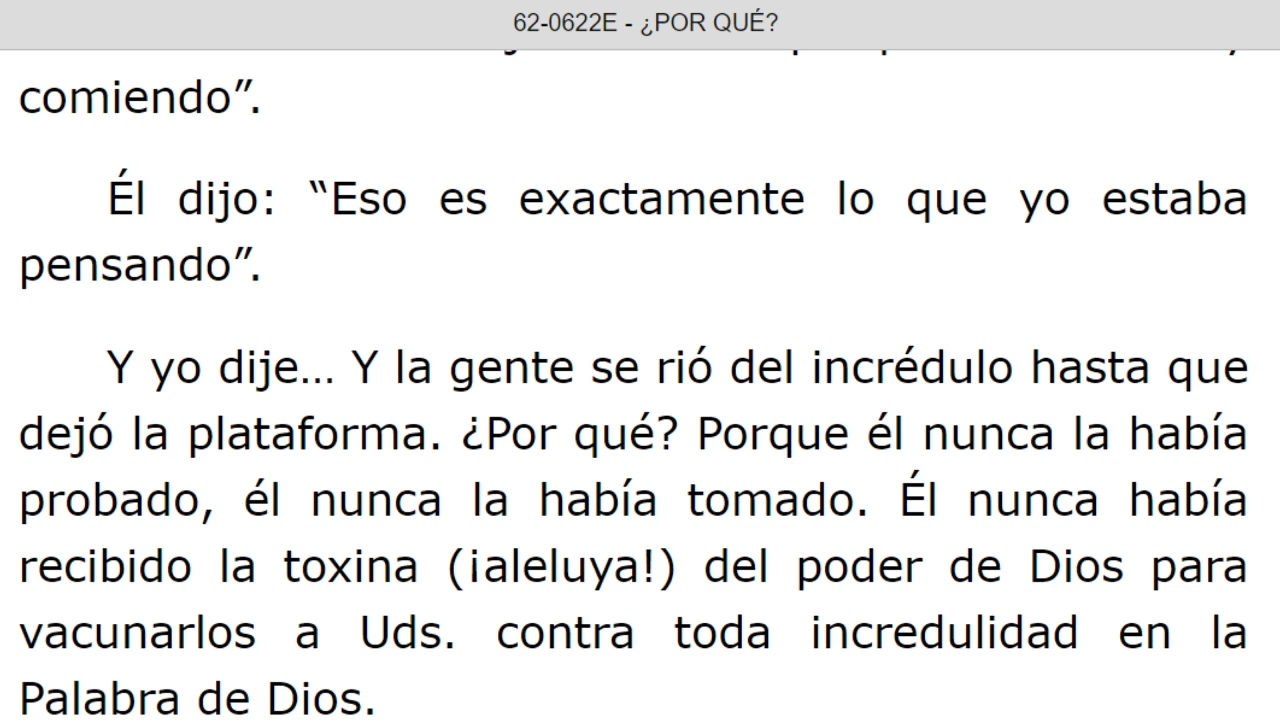 62-0622E - ¿POR QUÉ?
comiendo”.
Él dijo: “Eso es exactamente lo que yo estaba
pensando”.
Y yo dije… Y la gente se rió del incrédulo hasta que
dejó la plataforma. ¿Por qué? Porque él nunca la había
probado, él nunca la había tomado. Él nunca había
recibido la toxina (¡aleluya!) del poder de Dios para
vacunarlos a Uds. contra toda incredulidad en la
Palabra de Dios.